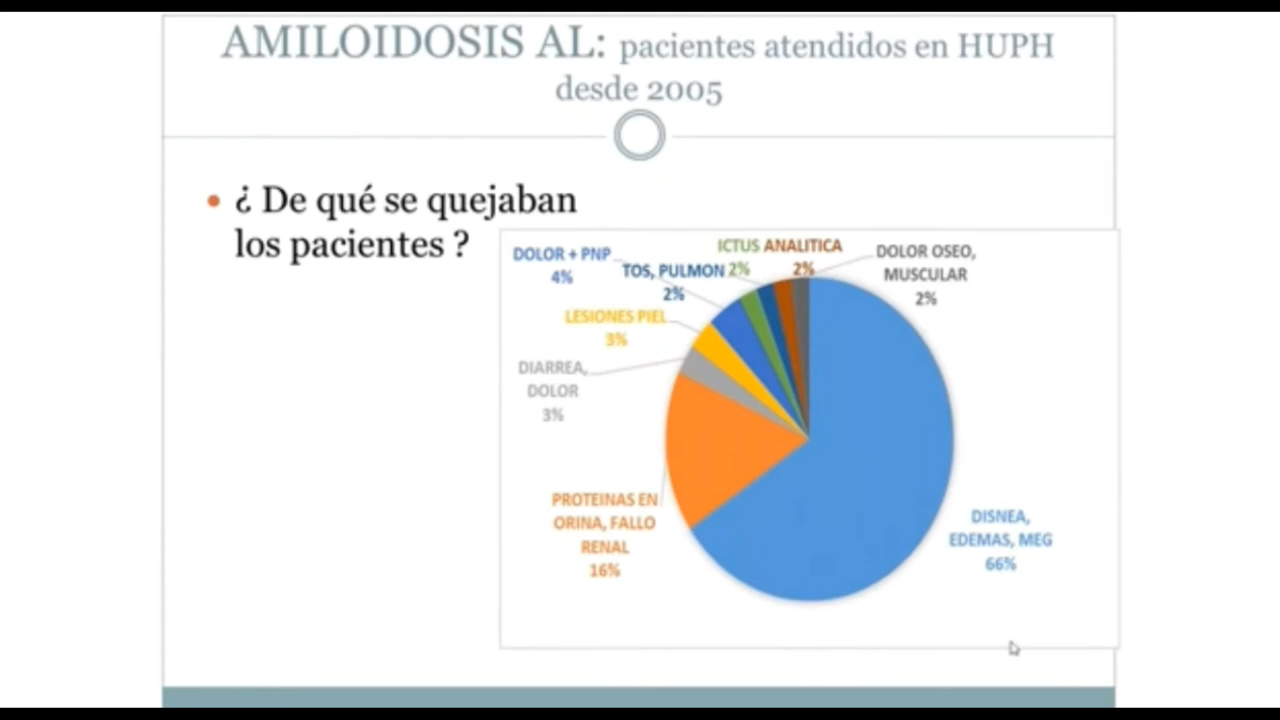 AMILOIDOSIS AL: pacientes atendidos en HUPH
desde 2005
• ¿ De qué se quejaban
los pacientes ?
DOLOR + PNP
4%
TOS, PULMON
2%
ICTUS
2%
ANALITICA
2%
DOLOR OSEO,
MUSCULAR
2%
LESIONES PIEL
3%
DIARREA,
DOLOR
3%
PROTEINAS EN
ORINA, FALLO
RENAL
16%
DISNEA,
EDEMAS, MEG
66%